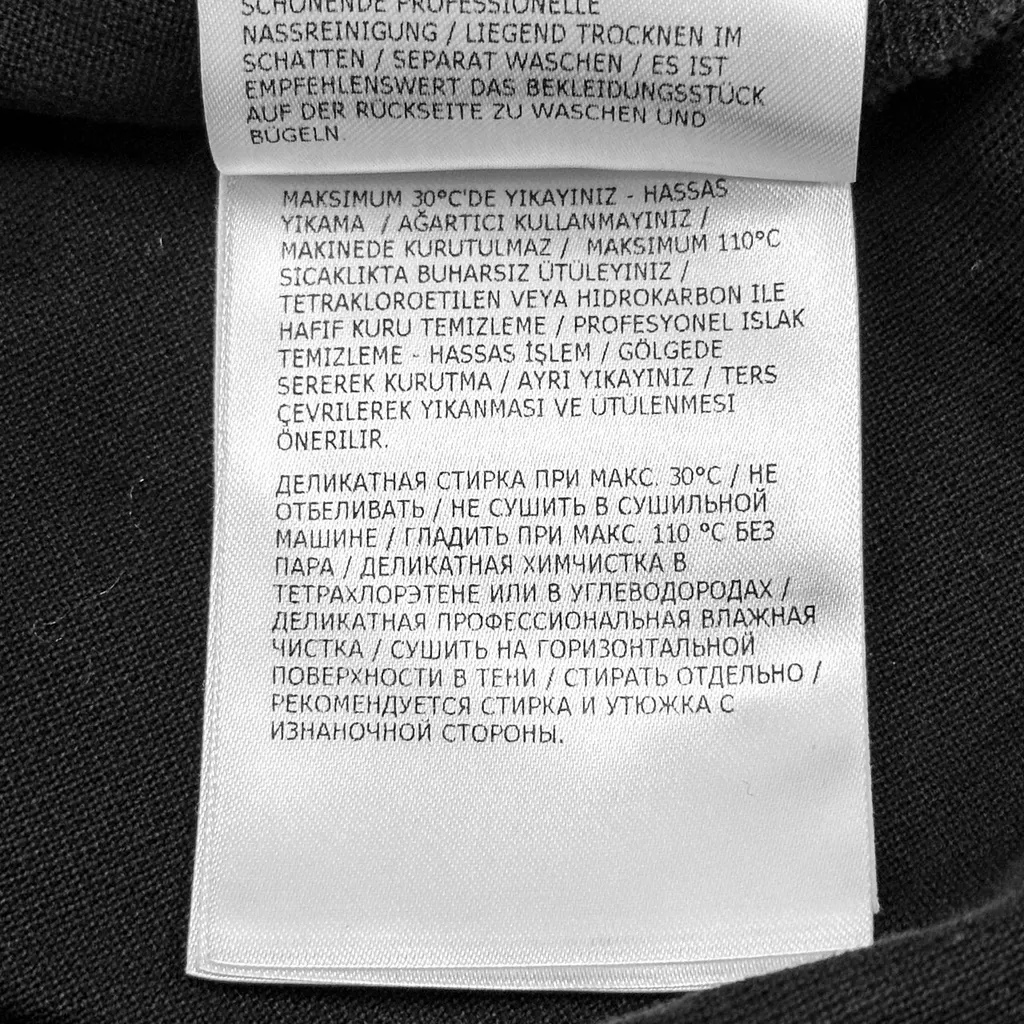 SCHONENDE PROFESSIONELLE
NASSREINIGUNG / LIEGEND TROCKNEN IM
SCHATTEN / SEPARAT WASCHEN / ES IST
EMPFEHLENSWERT DAS BEKLEIDUNGSSTÜCK
AUF DER RÜCKSEITE ZU WASCHEN UND
BÜGELN.
MAKSIMUM 30°C'DE YIKAYINIZ - HASSAS
YIKAMA / AĞARTICI KULLANMAYINIZ /
MAKINEDE KURUTULMAZ / MAKSIMUM 110°C
SICAKLIKTA BUHARSIZ ÜTÜLEYINIZ /
TETRAKLOROETILEN VEYA HIDROKARBON ILE
HAFIF KURU TEMIZLEME / PROFESYONEL ISLAK
TEMIZLEME - HASSAS İŞLEM / GÖLGEDE
SEREREK KURUTMA / AYRI YIKAYINIZ / TERS
ÇEVRILEREK YIKANMASI VE ÜTÜLENMESI
ÖNERILIR.
ДЕЛИКАТНАЯ СТИРКА ПРИ МАКС. 30°C / НЕ
ОТБЕЛИВАТЬ / НЕ СУШИТЬ В СУШИЛЬНОЙ
МАШИНЕ / ГЛАДИТЬ ПРИ МАКС. 110 °C БЕЗ
ПАРА / ДЕЛИКАТНАЯ ХИМЧИСТКА В
ТЕТРАХЛОРЭТЕНЕ ИЛИ В УГЛЕВОДОРОДАХ /
ДЕЛИКАТНАЯ ПРОФЕССИОНАЛЬНАЯ ВЛАЖНАЯ
ЧИСТКА / СУШИТЬ НА ГОРИЗОНТАЛЬНОЙ
ПОВЕРХНОСТИ В ТЕНИ / СТИРАТЬ ОТДЕЛЬНО /
РЕКОМЕНДУЕТСЯ СТИРКА И УТЮЖКА С
ИЗНАНОЧНОЙ СТОРОНЫ.